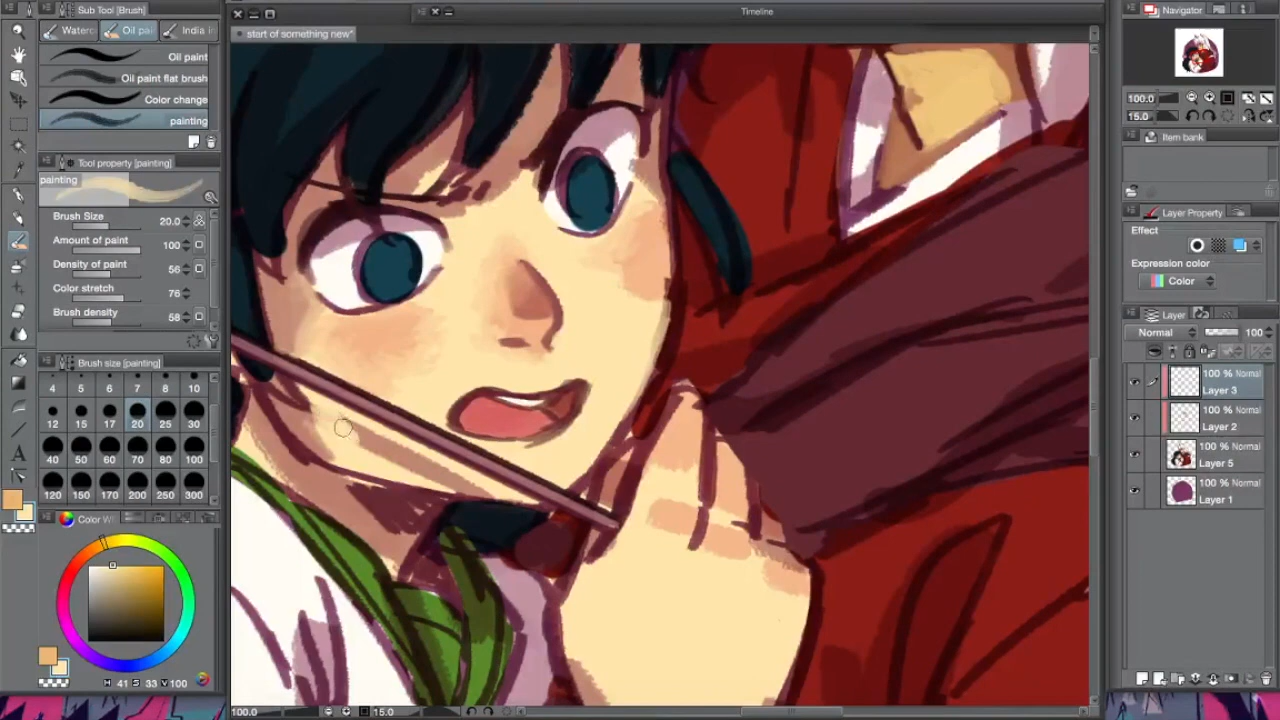 Sub Tool [Brush]
Waterc
Oil pai
India in
Oil paint
Oil paint flat brush
Color change
painting
Tool property [painting]
painting
Brush Size 20.0
Amount of paint 100
Density of paint 56
Color stretch 76
Brush density 58
Brush size [painting]
4 5 6 7 8 10
12 15 17 20 25 30
40 50 60 70 80 100
120 150 170 200 250 300
Color W
H 41 S 33 V 100
Timeline
start of something new*
100.0 15.0
Navigator
100.0
15.0
Item bank
Layer Property
Effect
Expression color
Color
Layer
Normal 100
100 % Normal
Layer 3
100 % Normal
Layer 2
100 % Normal
Layer 5
100 % Normal
Layer 1